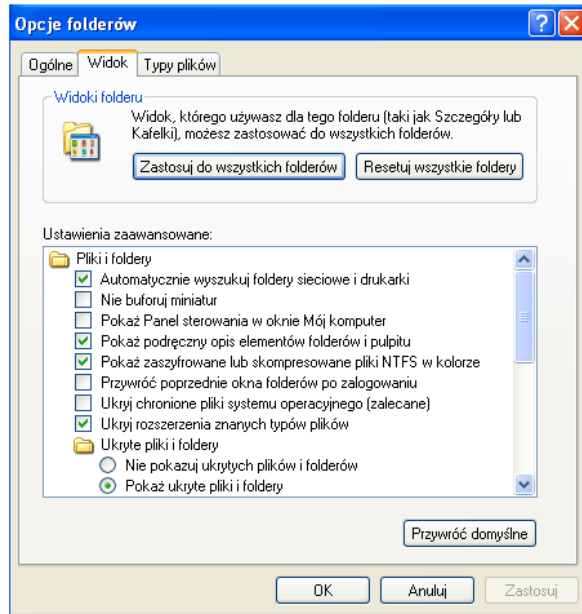 Opcje folderów
Ogólne Widok Typy plików
Widoki folderu
Widok, którego używasz dla tego folderu (taki jak Szczegóły lub
Kafelki), możesz zastosować do wszystkich folderów.
Zastosuj do wszystkich folderów Resetuj wszystkie foldery
Ustawienia zaawansowane:
Pliki i foldery
Automatycznie wyszukuj foldery sieciowe i drukarki
Nie buforuj miniatur
Pokaż Panel sterowania w oknie Mój komputer
Pokaż podręczny opis elementów folderów i pulpitu
Pokaż zaszyfrowane lub skompresowane pliki NTFS w kolorze
Przywróć poprzednie okna folderów po zalogowaniu
Ukryj chronione pliki systemu operacyjnego (zalecane)
Ukryj rozszerzenia znanych typów plików
Ukryte pliki i foldery
Nie pokazuj ukrytych plików i folderów
Pokaż ukryte pliki i foldery
Przywróć domyślne
OK Anuluj Zastosuj